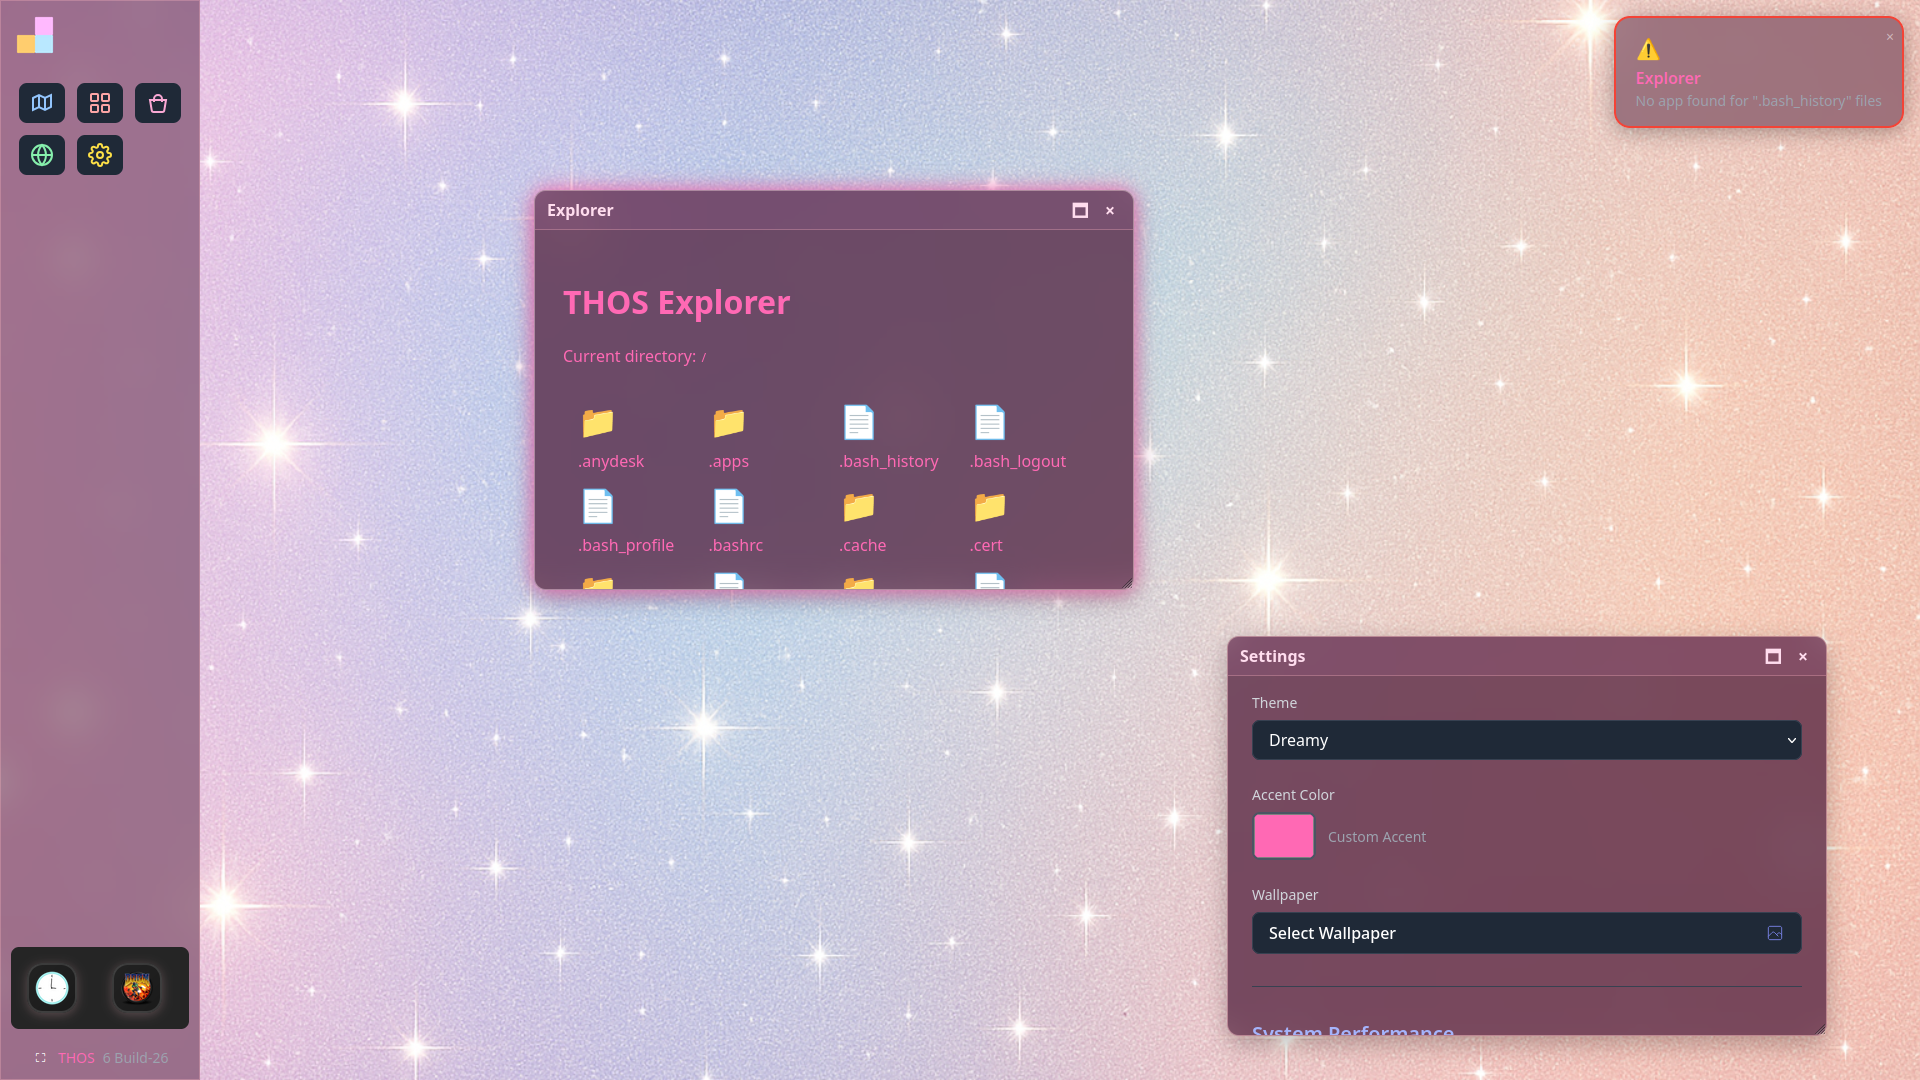 Explorer
No app found for ".bash_history" files
Explorer
THOS Explorer
Current directory: /
.anydesk
.apps
.bash_history
.bash_logout
.bash_profile
.bashrc
.cache
.cert
Settings
Theme
Dreamy
Accent Color
Custom Accent
Wallpaper
Select Wallpaper
System Performance
THOS 6 Build-26